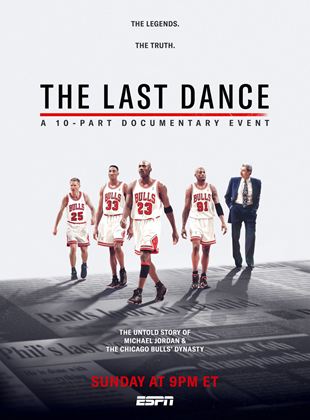 THE LEGENDS.
THE TRUTH.
THE LAST DANCE
A 10-PART DOCUMENTARY EVENT
BULLS
25
BULLS
33
BULLS
23
BULLS
91
Phil's
THE UNTOLD STORY OF
MICHAEL JORDAN &
THE CHICAGO BULLS' DYNASTY
SUNDAY AT 9PM ET
ESPN